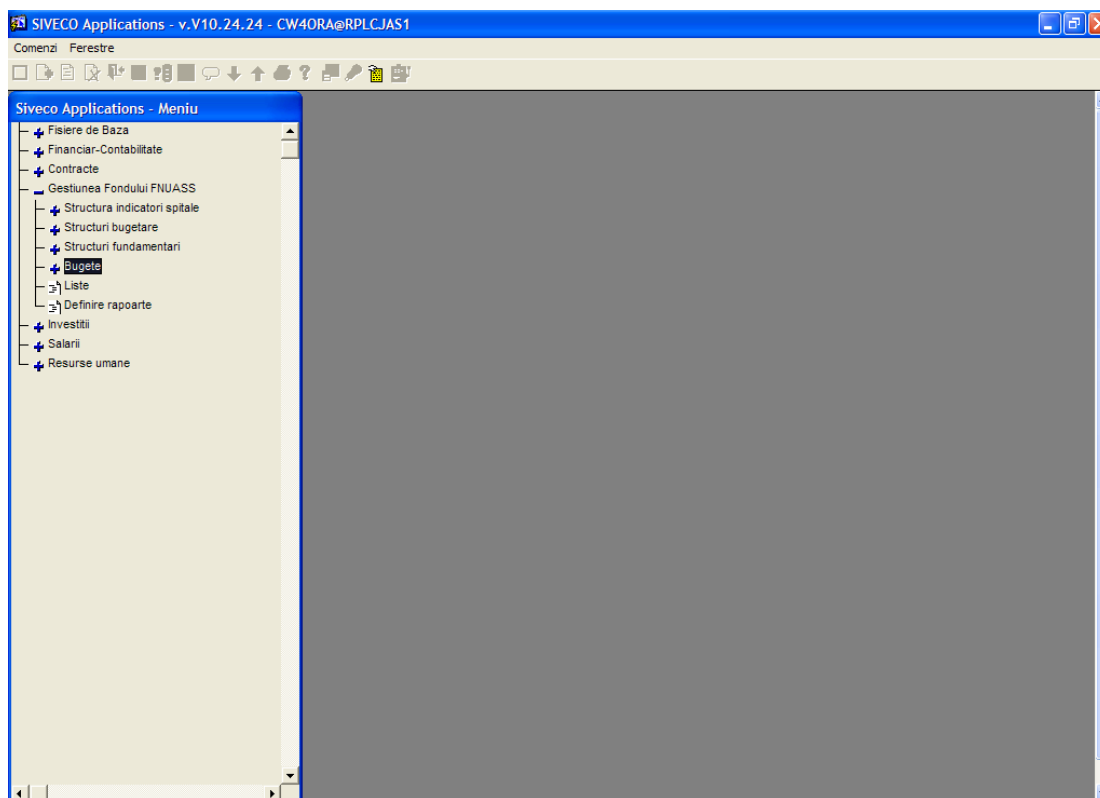 SIVECO Applications - v.V10.24.24 - CW4ORA@RPLCJAS1
Comenzi Ferestre
Siveco Applications - Meniu
Fisiere de Baza
Financiar-Contabilitate
Contracte
Gestiunea Fondului FNUASS
Structura indicatori spitale
Structuri bugetare
Structuri fundamentari
Bugete
Liste
Definire rapoarte
Investitii
Salarii
Resurse umane